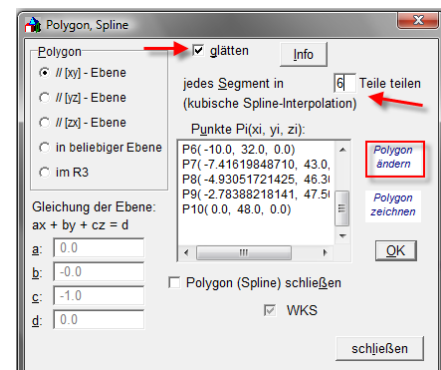 Polygon, Spline
Polygon
// [xy] - Ebene
// [yz] - Ebene
// [zx] - Ebene
in beliebiger Ebene
im R3
Gleichung der Ebene:
ax + by + cz = d
a: 0.0
b: -0.0
c: -1.0
d: 0.0
glätten
Info
jedes Segment in 6 Teile teilen
(kubische Spline-Interpolation)
Punkte Pi(xi, yi, zi):
P6( -10.0, 32.0, 0.0)
P7( -7.41619848710, 43.0,
P8( -4.93051721425, 46.3
P9( -2.78388218141, 47.5
P10( 0.0, 48.0, 0.0)
Polygon ändern
Polygon zeichnen
OK
Polygon (Spline) schließen
WKS
schließen